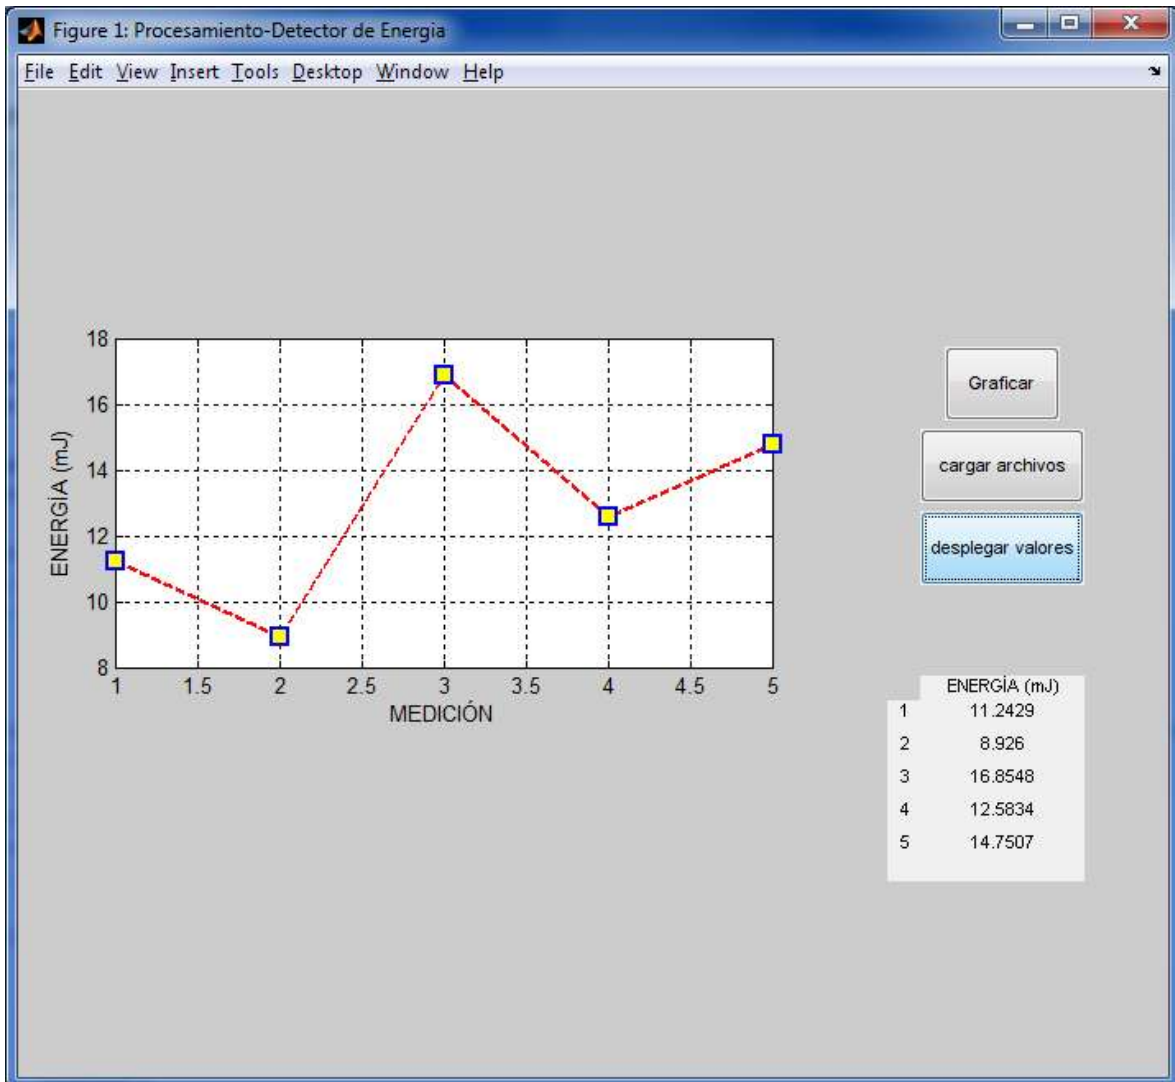 Figure 1: Procesamiento-Detector de Energia
File Edit View Insert Tools Desktop Window Help
18
16
14
12
10
8
ENERGÍA (mJ)
1 1.5 2 2.5 3 3.5 4 4.5 5
MEDICIÓN
Graficar
cargar archivos
desplegar valores
ENERGÍA (mJ)
1 11.2429
2 8.926
3 16.8548
4 12.5834
5 14.7507